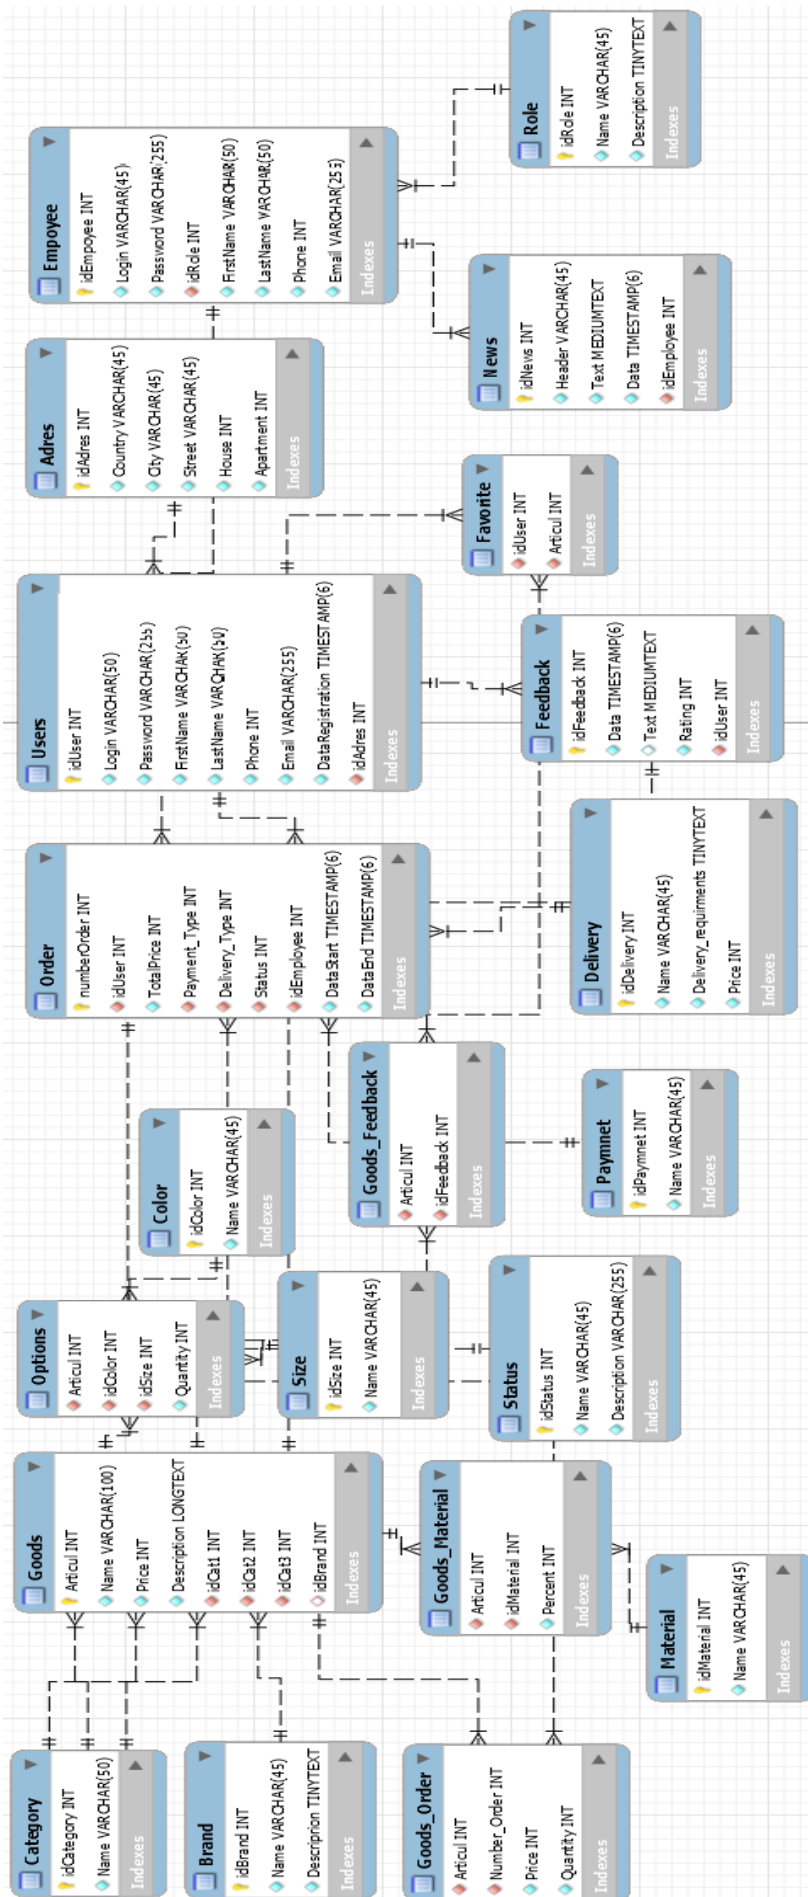 Category
idCategory INT
Name VARCHAR(50)
Indexes
Goods
Articul INT
Name VARCHAR(100)
Price INT
Description LONGTEXT
idCat1 INT
idCat2 INT
idCat3 INT
idBrand INT
Indexes
Options
Articul INT
idColor INT
idSize INT
Quantity INT
Indexes
Order
numberOrder INT
idUser INT
TotalPrice INT
Payment_Type INT
Delivery_Type INT
Status INT
idEmployee INT
DataStart TIMESTAMP(6)
DataEnd TIMESTAMP(6)
Indexes
Users
idUser INT
Login VARCHAR(50)
Password VARCHAR(255)
FirstName VARCHAR(50)
LastName VARCHAR(50)
Phone INT
Email VARCHAR(255)
DataRegistration TIMESTAMP(6)
idAdres INT
Indexes
Adres
idAdres INT
Country VARCHAR(45)
City VARCHAR(45)
Street VARCHAR(45)
House INT
Apartment INT
Indexes
Empoyee
idEmpoyee INT
Login VARCHAR(45)
Password VARCHAR(255)
idRole INT
FirstName VARCHAR(50)
LastName VARCHAR(50)
Phone INT
Email VARCHAR(255)
Indexes
Color
idColor INT
Name VARCHAR(45)
Indexes
Brand
idBrand INT
Name VARCHAR(45)
Descriprion TINYTEXT
Indexes
Size
idSize INT
Name VARCHAR(45)
Indexes
Goods_Feedback
Articul INT
idFeedback INT
Indexes
Goods_Order
Articul INT
Number_Order INT
Price INT
Quantity INT
Indexes
Goods_Material
Articul INT
idMaterial INT
Percent INT
Indexes
Favorite
idUser INT
Articul INT
Indexes
News
idNews INT
Header VARCHAR(45)
Text MEDIUMTEXT
Data TIMESTAMP(6)
idEmployee INT
Indexes
Status
idStatus INT
Name VARCHAR(45)
Description VARCHAR(255)
Indexes
Role
idRole INT
Name VARCHAR(45)
Description TINYTEXT
Indexes
Feedback
idFeedback INT
Data TIMESTAMP(6)
Text MEDIUMTEXT
Rating INT
idUser INT
Indexes
Delivery
idDelivery INT
Name VARCHAR(45)
Delivery_requirments TINYTEXT
Price INT
Indexes
Paymnet
idPaymnet INT
Name VARCHAR(45)
Indexes
Material
idMaterial INT
Name VARCHAR(45)
Indexes